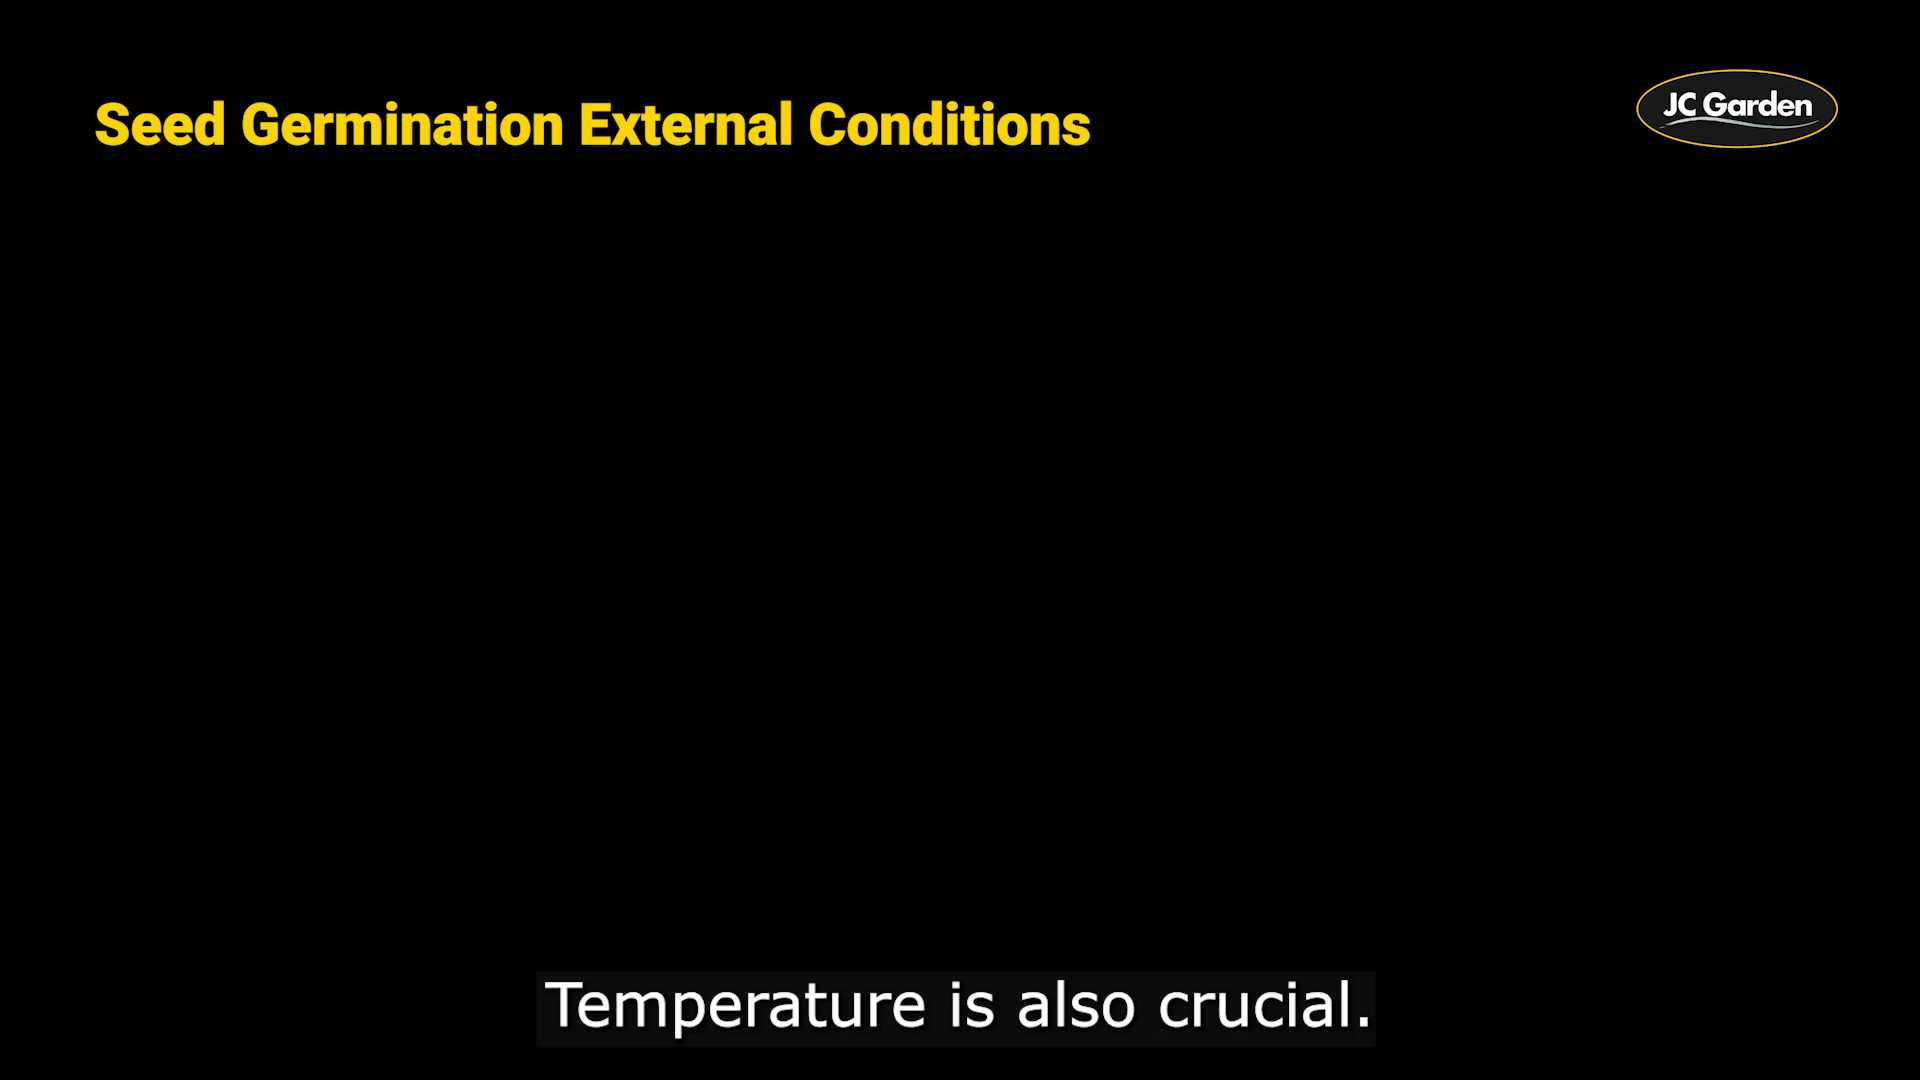 Seed Germination External Conditions
JC Garden
Temperature is also crucial.